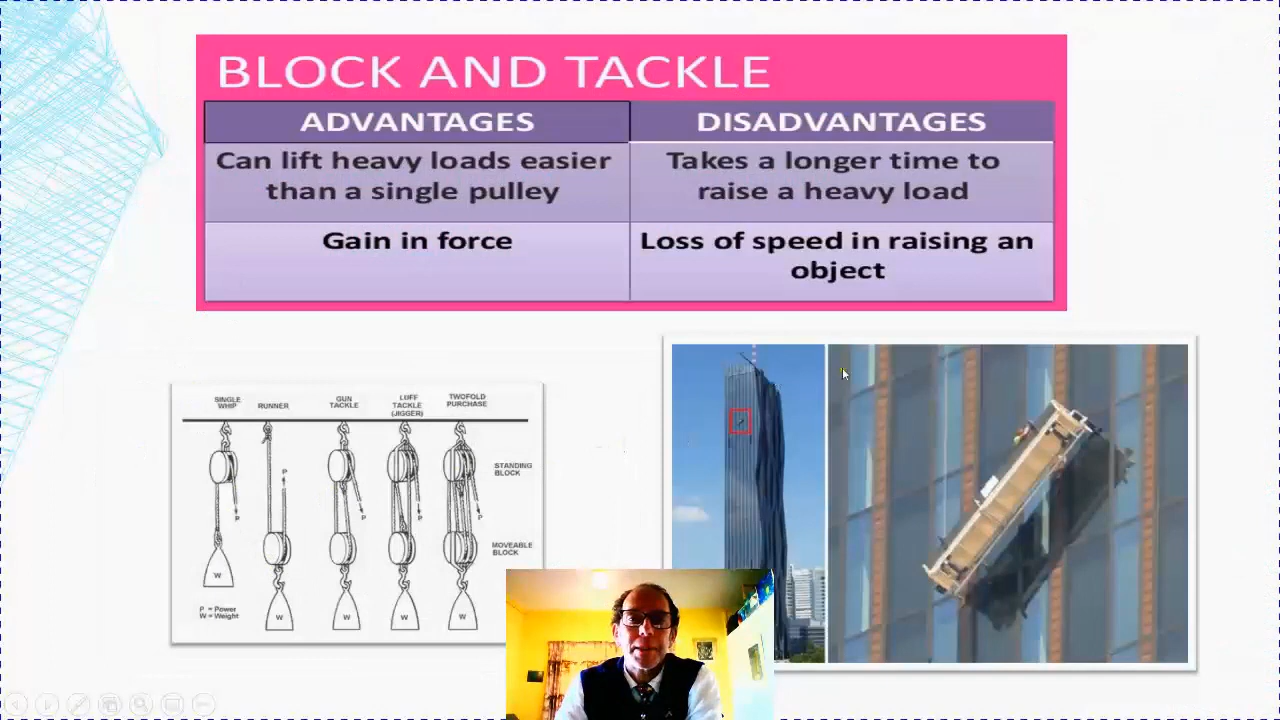 BLOCK AND TACKLE
ADVANTAGES
DISADVANTAGES
Can lift heavy loads easier
than a single pulley
Takes a longer time to
raise a heavy load
Gain in force
Loss of speed in raising an
object
SINGLE
WHIP
RUNNER
GUN
TACKLE
LUFF
TACKLE
(JIGGER)
TWOFOLD
PURCHASE
STANDING
BLOCK
P
P
P
P
P
MOVEABLE
BLOCK
W
P = Power
W = Weight
W
W
W
W